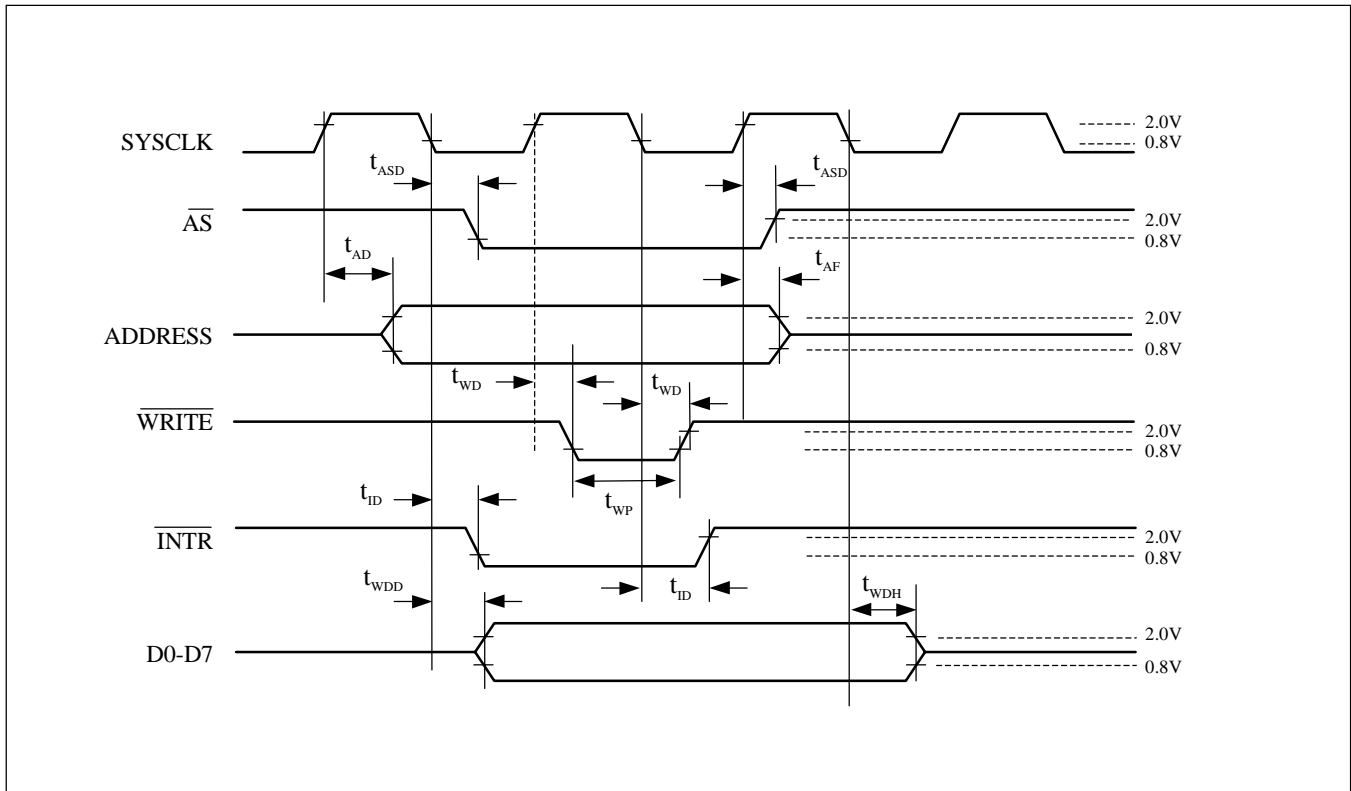 SYSCLK
2.0V
0.8V
tASD
tASD
AS
2.0V
0.8V
tAD
tAF
ADDRESS
2.0V
0.8V
tWD
tWD
WRITE
2.0V
0.8V
tID
tWP
INTR
2.0V
0.8V
tWDD
tID
tWDH
D0-D7
2.0V
0.8V